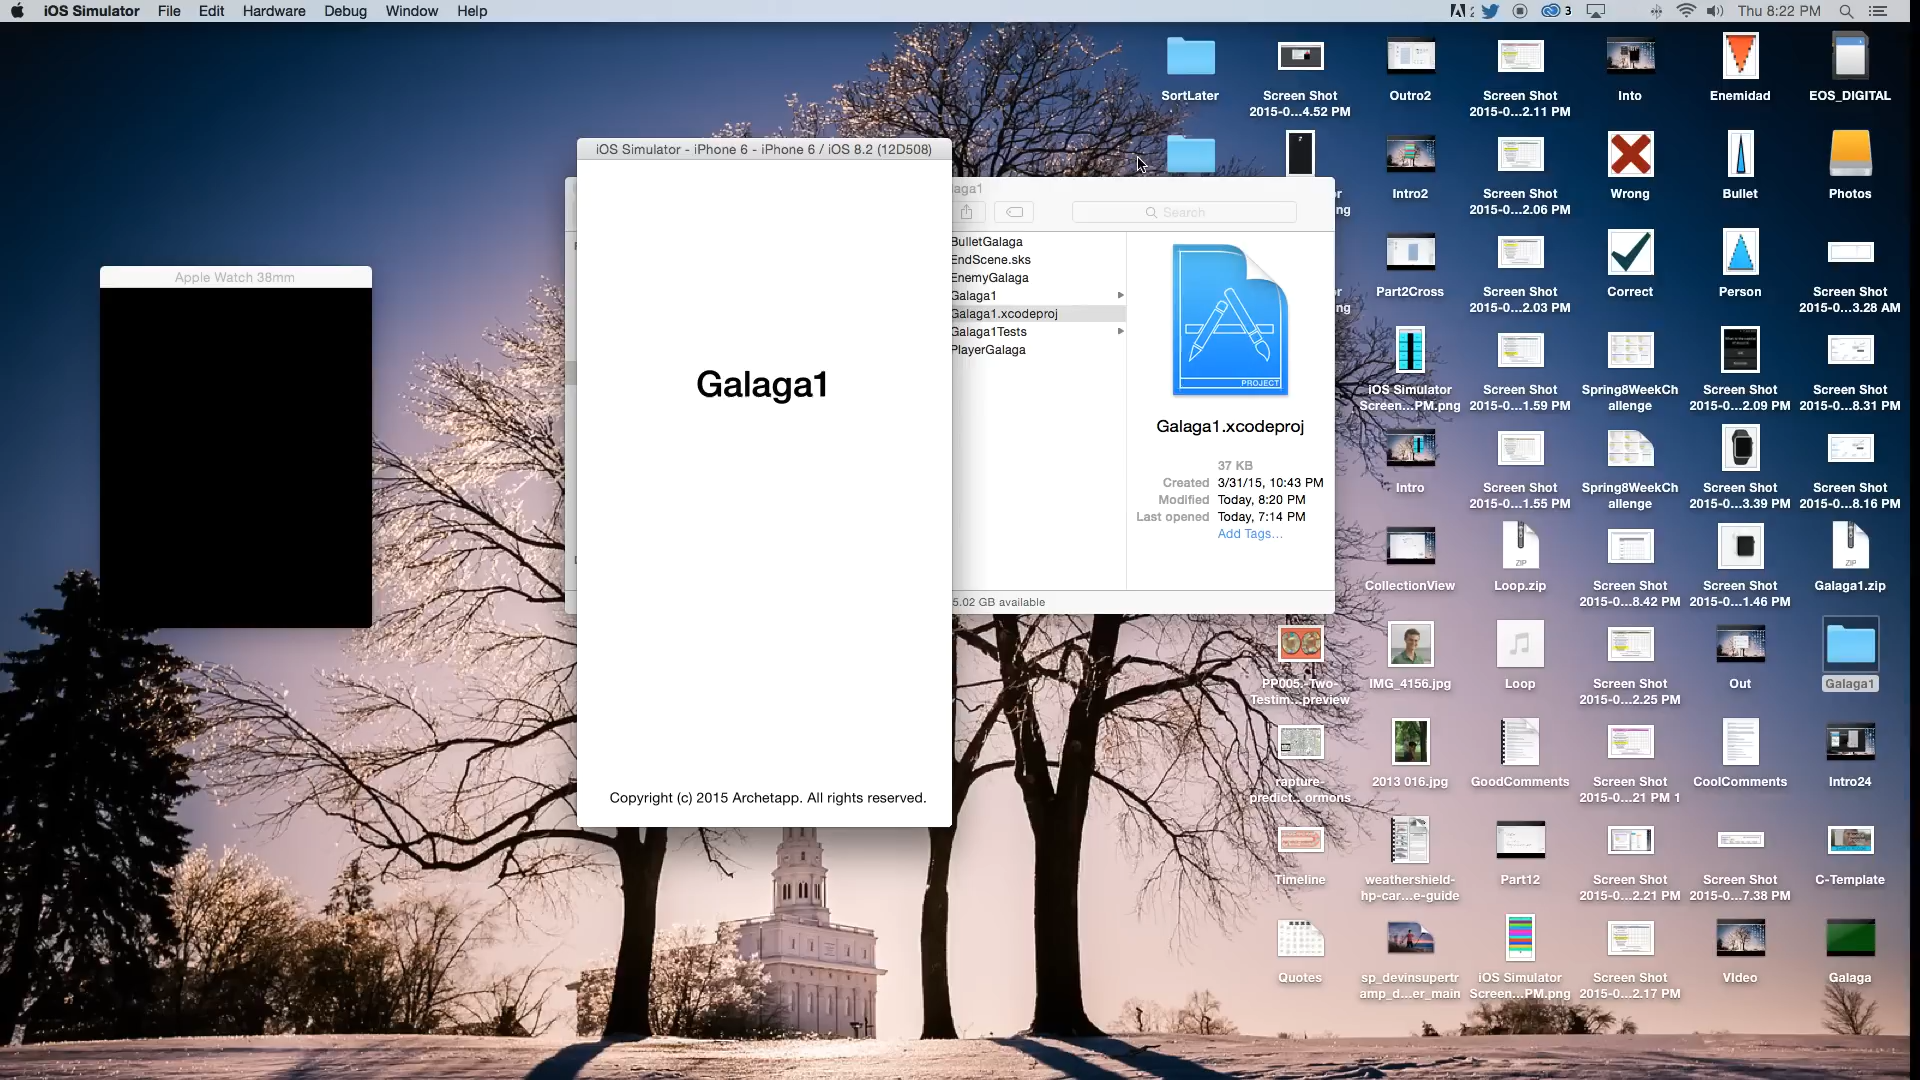 iOS Simulator File Edit Hardware Debug Window Help
2 3 Thu 8:22 PM
SortLater
Screen Shot
2015-0...4.52 PM
Outro2
Screen Shot
2015-0...2.11 PM
Into
Enemidad
EOS_DIGITAL
Intro2
Screen Shot
2015-0...2.06 PM
Wrong
Bullet
Photos
ng
Part2Cross
Screen Shot
2015-0...2.03 PM
Correct
Person
Screen Shot
2015-0...3.28 AM
ng
iOS Simulator
Screen...PM.png
Screen Shot
2015-0...1.59 PM
Spring8WeekCh
allenge
Screen Shot
2015-0...2.09 PM
Screen Shot
2015-0...8.31 PM
Intro
Screen Shot
2015-0...1.55 PM
Spring8WeekCh
allenge
Screen Shot
2015-0...3.39 PM
Screen Shot
2015-0...8.16 PM
CollectionView
ZIP
Loop.zip
Screen Shot
2015-0...8.42 PM
Screen Shot
2015-0...1.46 PM
ZIP
Galaga1.zip
PP005.-Two-
Testim...preview
IMG_4156.jpg
Loop
Screen Shot
2015-0...2.25 PM
Out
Galaga1
rapture-
predict...ormons
2013 016.jpg
GoodComments
Screen Shot
2015-0...21 PM 1
CoolComments
Intro24
Timeline
weathershield-
hp-car...e-guide
Part12
Screen Shot
2015-0...2.21 PM
Screen Shot
2015-0...7.38 PM
C-Template
Quotes
sp_devinsupertr
amp_d...er_main
iOS Simulator
Screen...PM.png
Screen Shot
2015-0...2.17 PM
VIdeo
Galaga
Apple Watch 38mm
iOS Simulator - iPhone 6 - iPhone 6 / iOS 8.2 (12D508)
Galaga1
Copyright (c) 2015 Archetapp. All rights reserved.
aga1
Search
BulletGalaga
EndScene.sks
EnemyGalaga
Galaga1
Galaga1.xcodeproj
Galaga1Tests
PlayerGalaga
PROJECT
Galaga1.xcodeproj
37 KB
Created 3/31/15, 10:43 PM
Modified Today, 8:20 PM
Last opened Today, 7:14 PM
Add Tags...
5.02 GB available